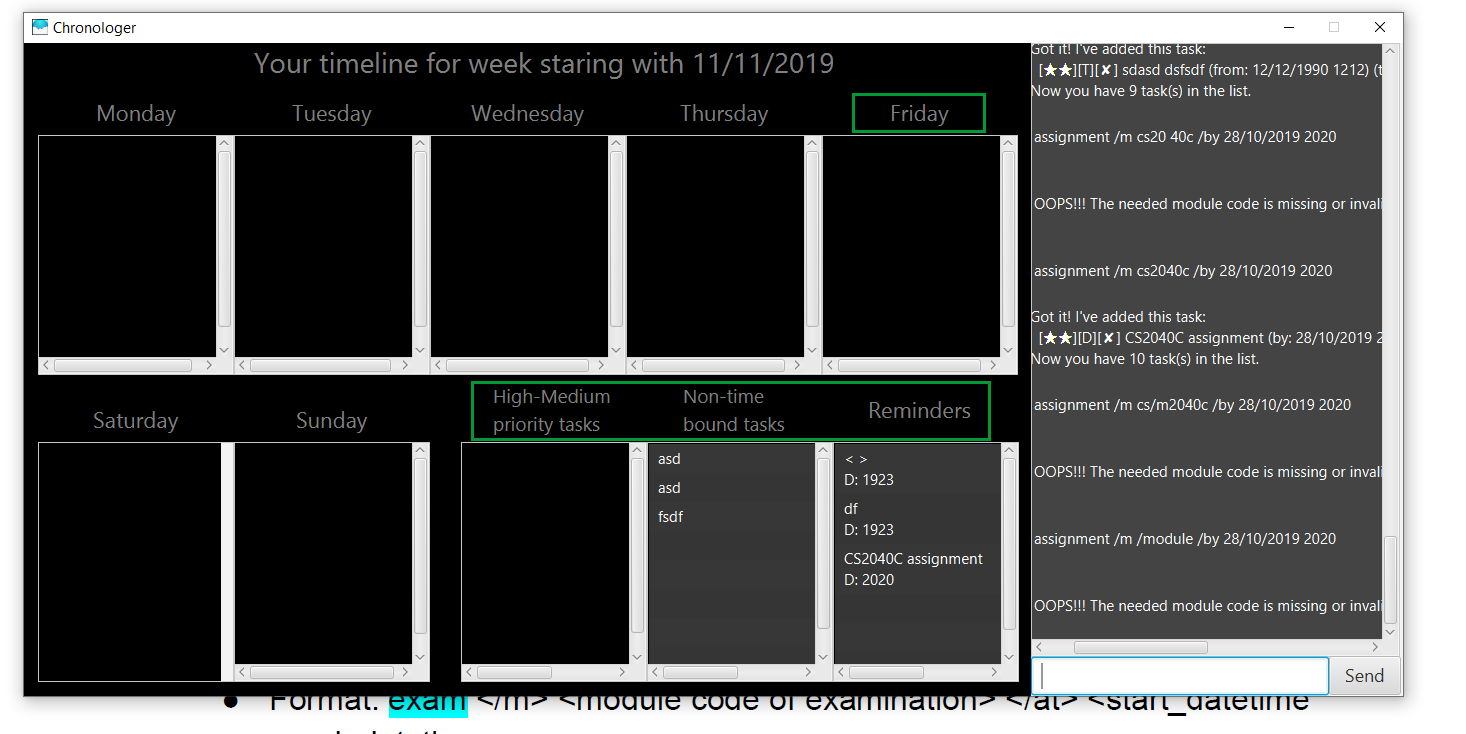 Chronologer
Your timeline for week staring with 11/11/2019
Monday
Tuesday
Wednesday
Thursday
Friday
Saturday
Sunday
High-Medium
priority tasks
Non-time
bound tasks
Reminders
asd
asd
fsdf
< >
D: 1923
df
D: 1923
CS2040C assignment
D: 2020
Got it! I've added this task:
[★★][T][✘] sdasd dsfsdf (from: 12/12/1990 1212) (t
Now you have 9 task(s) in the list.
assignment /m cs20 40c /by 28/10/2019 2020
OOPS!!! The needed module code is missing or invali
assignment /m cs2040c /by 28/10/2019 2020
Got it! I've added this task:
[★★][D][✘] CS2040C assignment (by: 28/10/2019 2
Now you have 10 task(s) in the list.
assignment /m cs/m2040c /by 28/10/2019 2020
OOPS!!! The needed module code is missing or invali
assignment /m /module /by 28/10/2019 2020
OOPS!!! The needed module code is missing or invali
Send
● Format: exam </m> <module code of examination> </at> <start_datetime